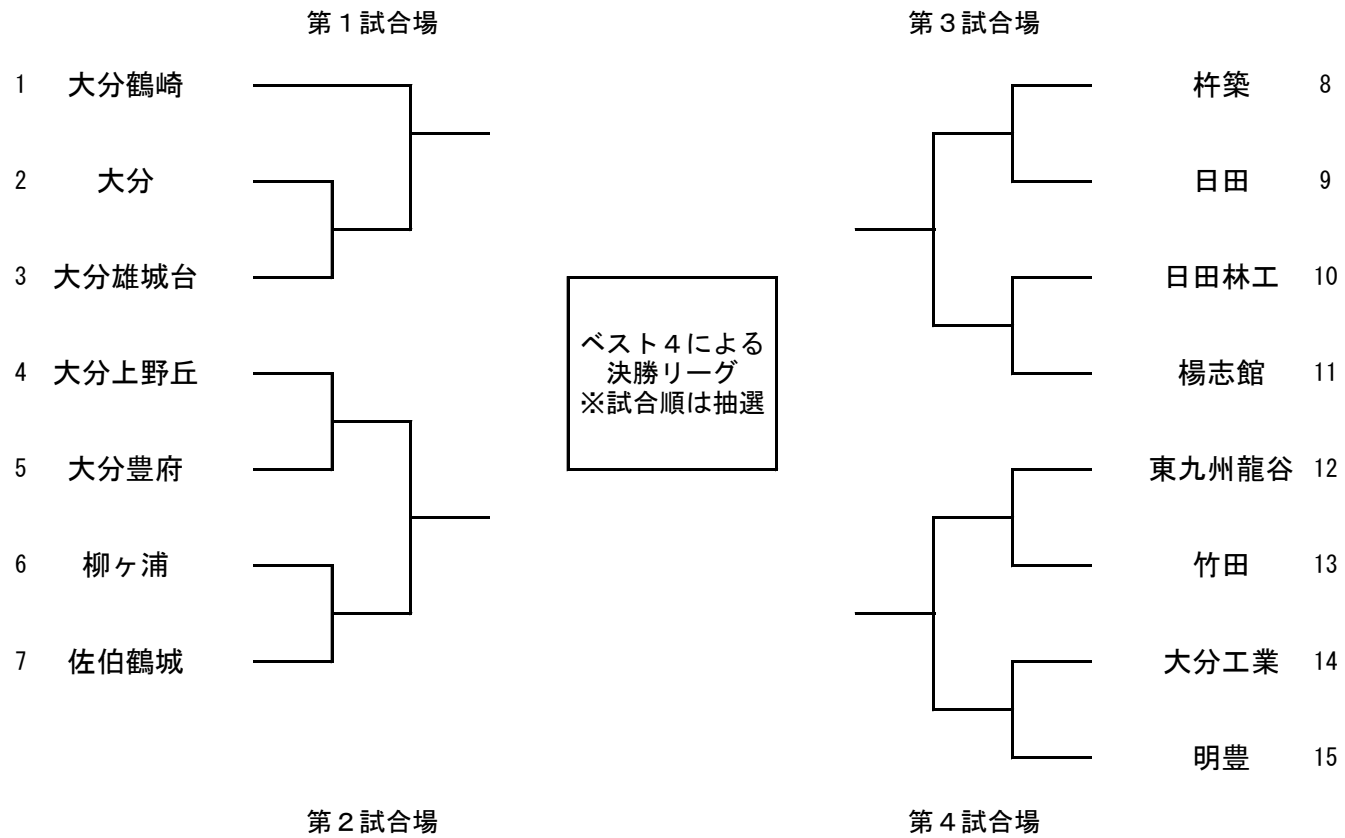 第１試合場
第３試合場
1 大分鶴崎
2 大分
3 大分雄城台
4 大分上野丘
5 大分豊府
6 柳ヶ浦
7 佐伯鶴城
ベスト４による
決勝リーグ
※試合順は抽選
杵築 8
日田 9
日田林工 10
楊志館 11
東九州龍谷 12
竹田 13
大分工業 14
明豊 15
第２試合場
第４試合場